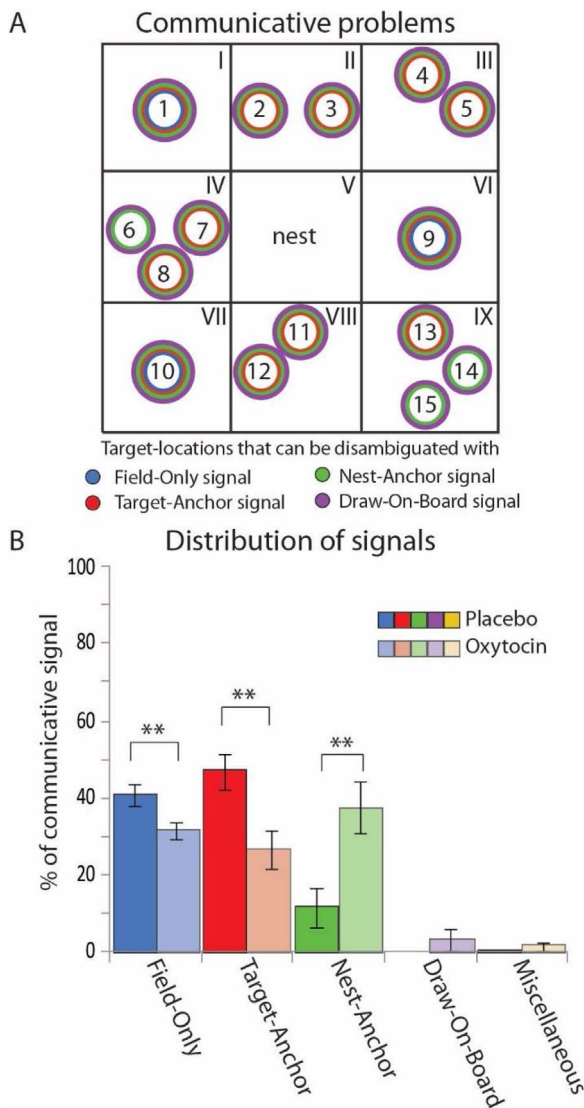 A Communicative problems
I II III
1 2 3 4 5
IV V VI
6 7 8 nest 9
VII VIII IX
10 11 12 13 14 15
Target-locations that can be disambiguated with
Field-Only signal Nest-Anchor signal
Target-Anchor signal Draw-On-Board signal
B Distribution of signals
100
80
60
40
20
0
% of communicative signal
Placebo
Oxytocin
** ** **
Field-Only
Target-Anchor
Nest-Anchor
Draw-On-Board
Miscellaneous